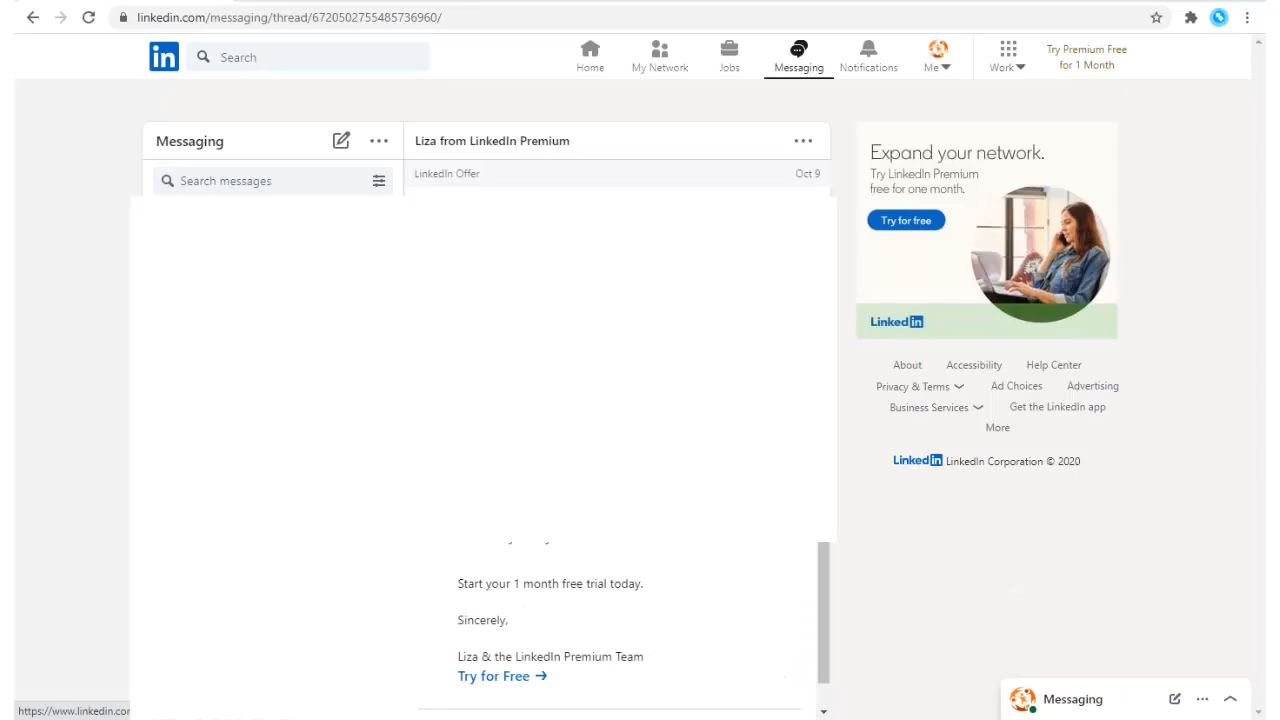 linkedin.com/messaging/thread/6720502755485736960/
in
Search
Home
My Network
Jobs
Messaging
Notifications
Me
Work
Try Premium Free
for 1 Month
Messaging
Search messages
Liza from LinkedIn Premium
LinkedIn Offer
Oct 9
Start your 1 month free trial today.
Sincerely,
Liza & the LinkedIn Premium Team
Try for Free →
Expand your network.
Try LinkedIn Premium
free for one month.
Try for free
LinkedIn
About Accessibility Help Center
Privacy & Terms Ad Choices Advertising
Business Services Get the LinkedIn app
More
LinkedIn LinkedIn Corporation © 2020
Messaging
https://www.linkedin.cor